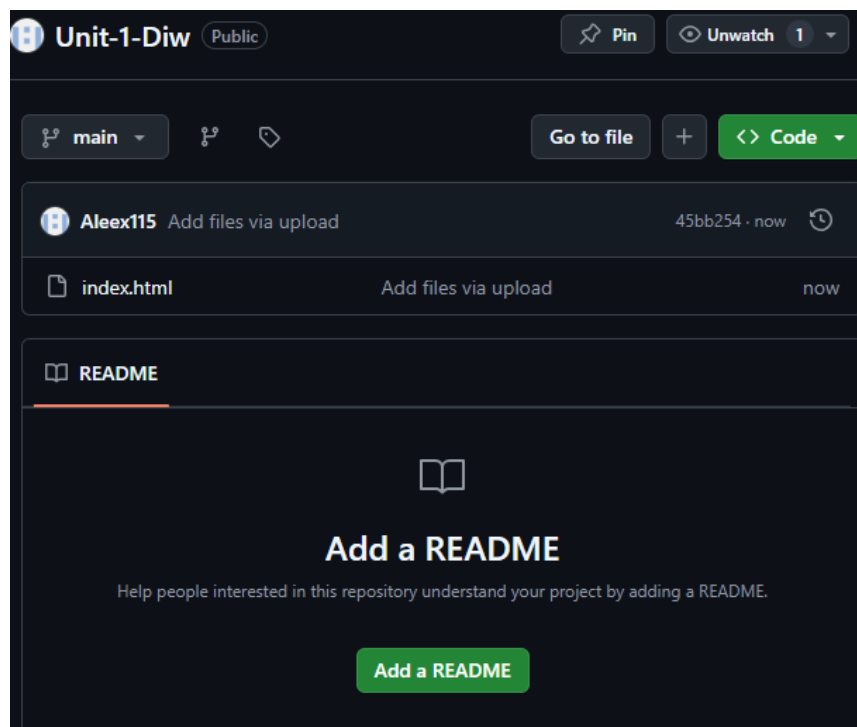 Unit-1-Diw Public Pin Unwatch 1
main Go to file Code
Aleex115 Add files via upload 45bb254 · now
index.html Add files via upload now
README
Add a README
Help people interested in this repository understand your project by adding a README.
Add a README